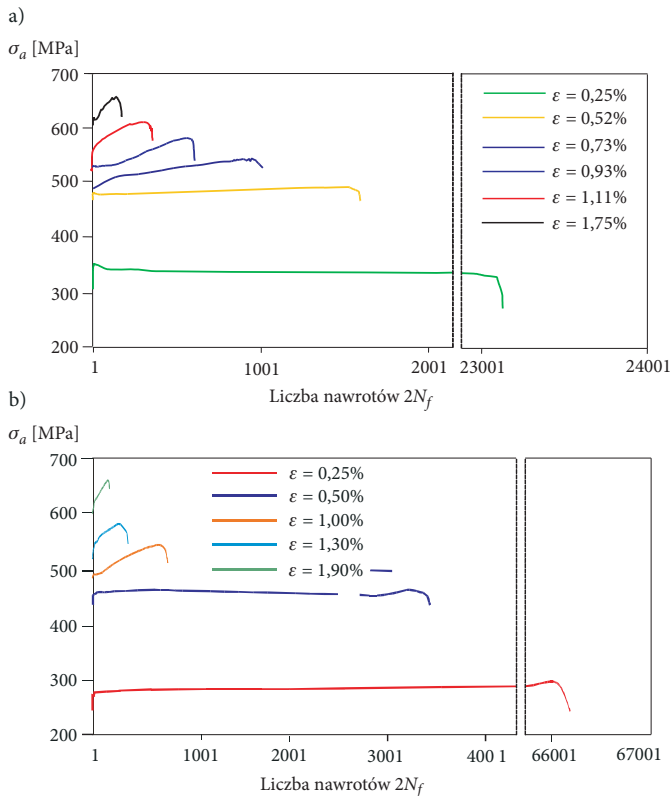 a)
σa [MPa]
700
600
500
400
300
200
ε = 0,25%
ε = 0,52%
ε = 0,73%
ε = 0,93%
ε = 1,11%
ε = 1,75%
1 1001 2001 23001 24001
Liczba nawrotów 2Nf
b)
σa [MPa]
700
600
500
400
300
200
ε = 0,25%
ε = 0,50%
ε = 1,00%
ε = 1,30%
ε = 1,90%
1 1001 2001 3001 400 1 66001 67001
Liczba nawrotów 2Nf